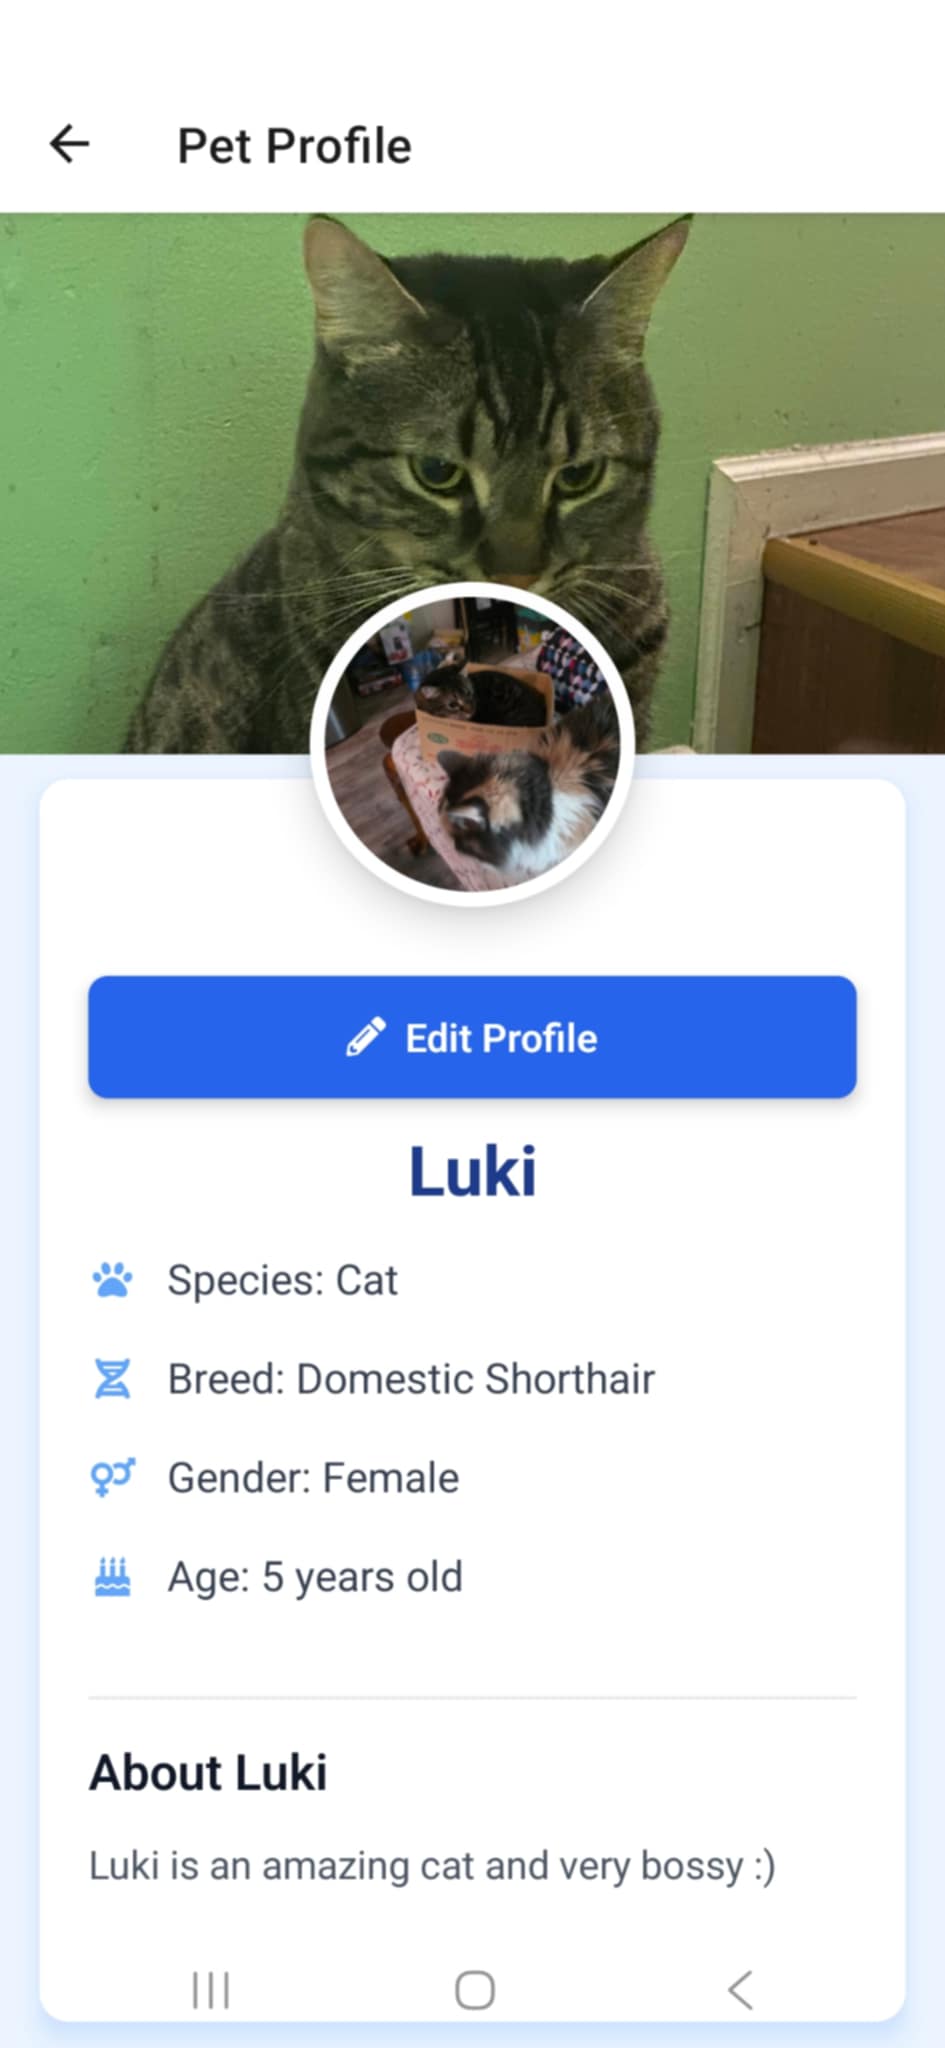 Pet Profile
Edit Profile
Luki
Species: Cat
Breed: Domestic Shorthair
Gender: Female
Age: 5 years old
About Luki
Luki is an amazing cat and very bossy :)